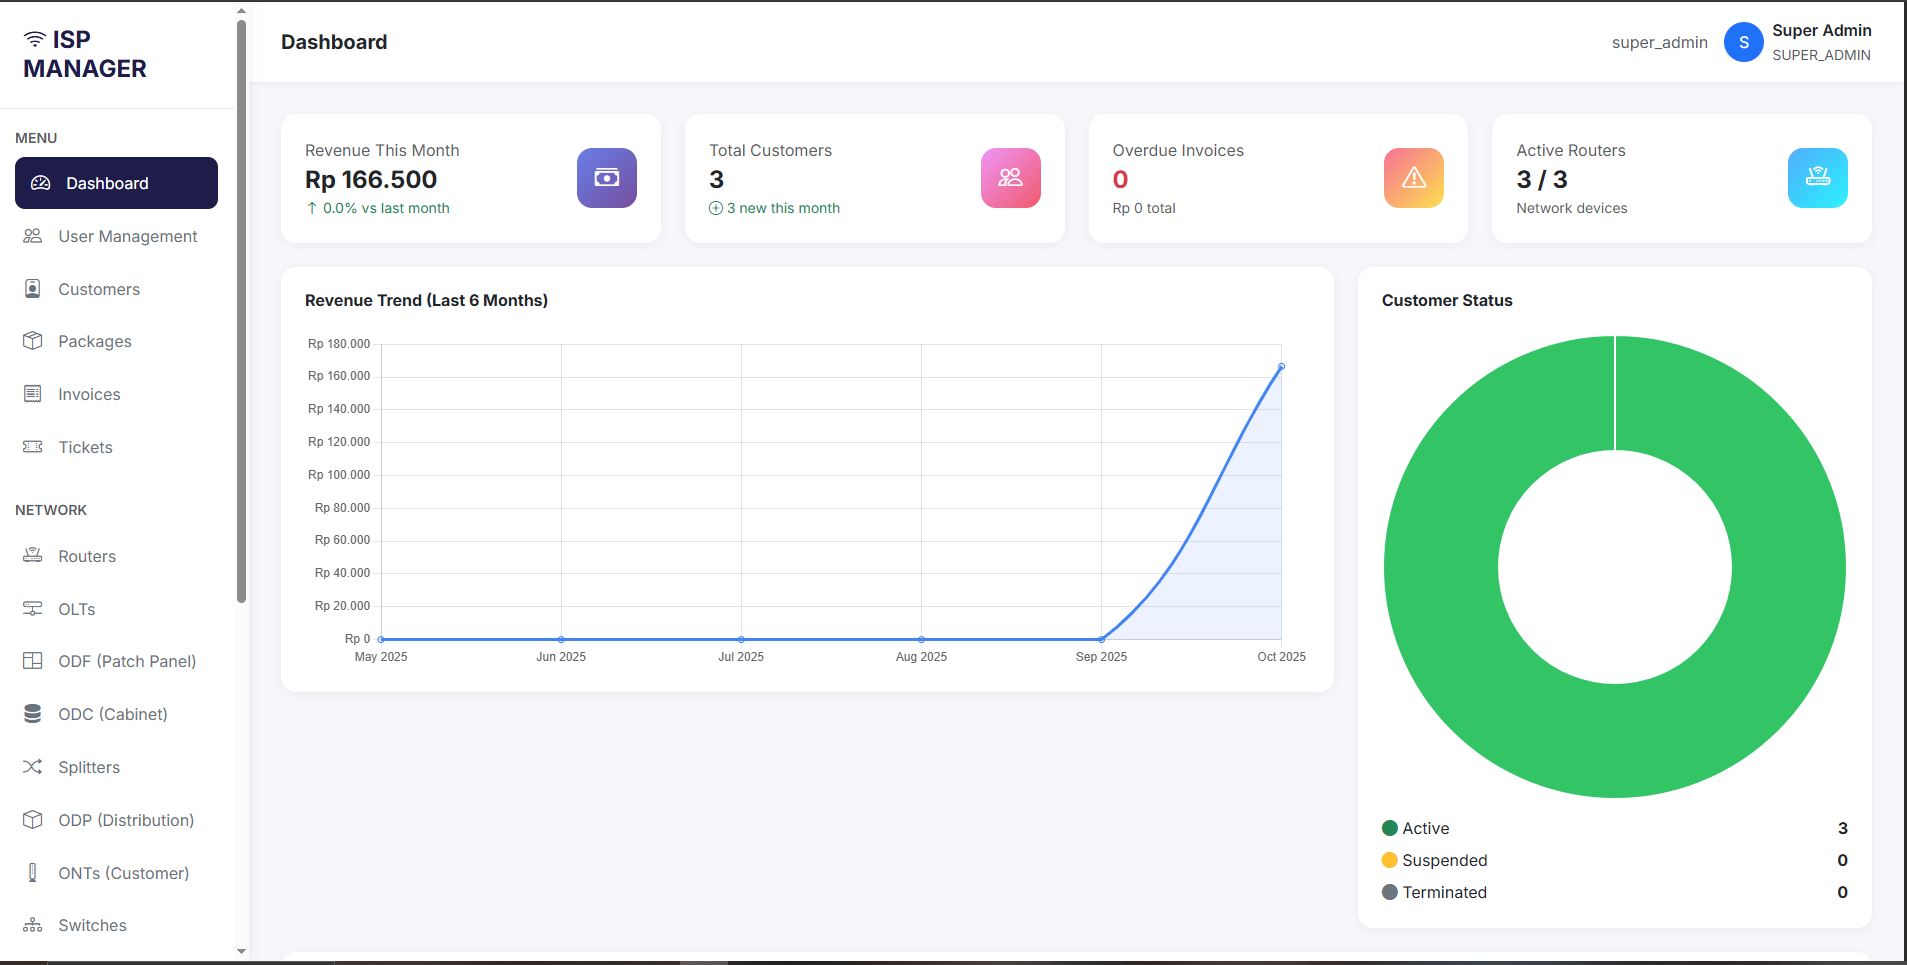 ISP
MANAGER
MENU
Dashboard
User Management
Customers
Packages
Invoices
Tickets
NETWORK
Routers
OLTs
ODF (Patch Panel)
ODC (Cabinet)
Splitters
ODP (Distribution)
ONTs (Customer)
Switches
Dashboard
super_admin
S
Super Admin
SUPER_ADMIN
Revenue This Month
Rp 166.500
↑ 0.0% vs last month
Total Customers
3
3 new this month
Overdue Invoices
0
Rp 0 total
Active Routers
3 / 3
Network devices
Revenue Trend (Last 6 Months)
Rp 180.000
Rp 160.000
Rp 140.000
Rp 120.000
Rp 100.000
Rp 80.000
Rp 60.000
Rp 40.000
Rp 20.000
Rp 0
May 2025 Jun 2025 Jul 2025 Aug 2025 Sep 2025 Oct 2025
Customer Status
Active 3
Suspended 0
Terminated 0